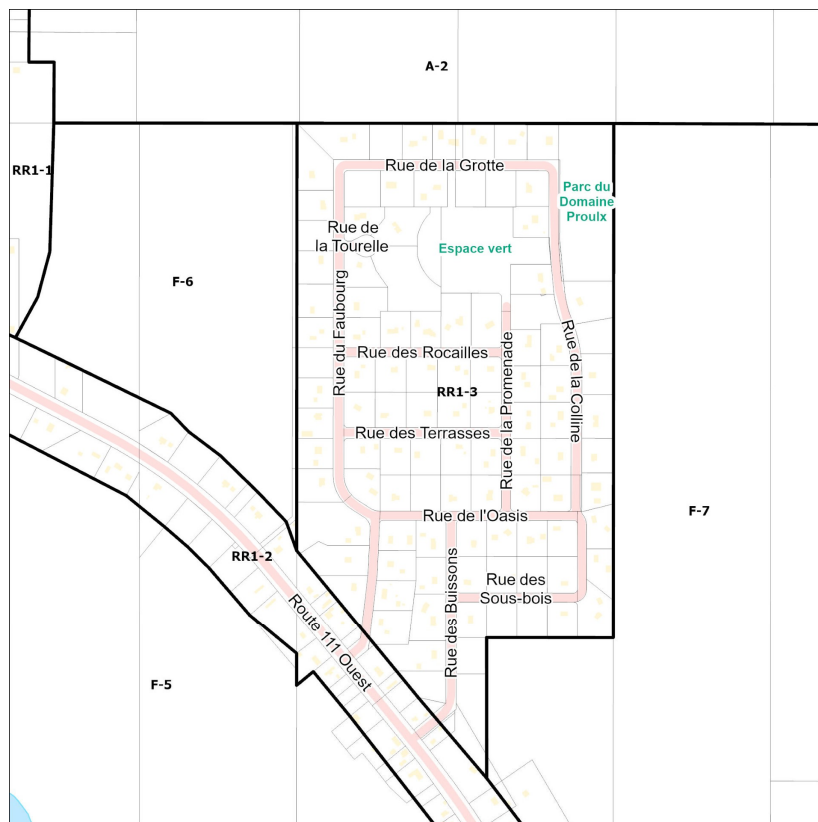 A-2
RR1-1
Rue de la Grotte
Parc du
Domaine
Proulx
Rue de
la Tourelle
Espace vert
F-6
Rue du Faubourg
Rue des Rocailles
Rue de la Promenade
Rue de la Colline
RR1-3
Rue des Terrasses
Rue de l'Oasis
F-7
RR1-2
Rue des Buissons
Rue des
Sous-bois
Route 111 Ouest
F-5